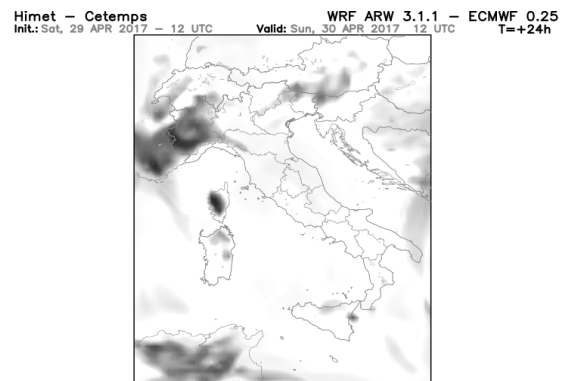 Himet – Cetemps WRF ARW 3.1.1 – ECMWF 0.25
Init.: Sat, 29 APR 2017 – 12 UTC Valid: Sun, 30 APR 2017 12 UTC T=+24h